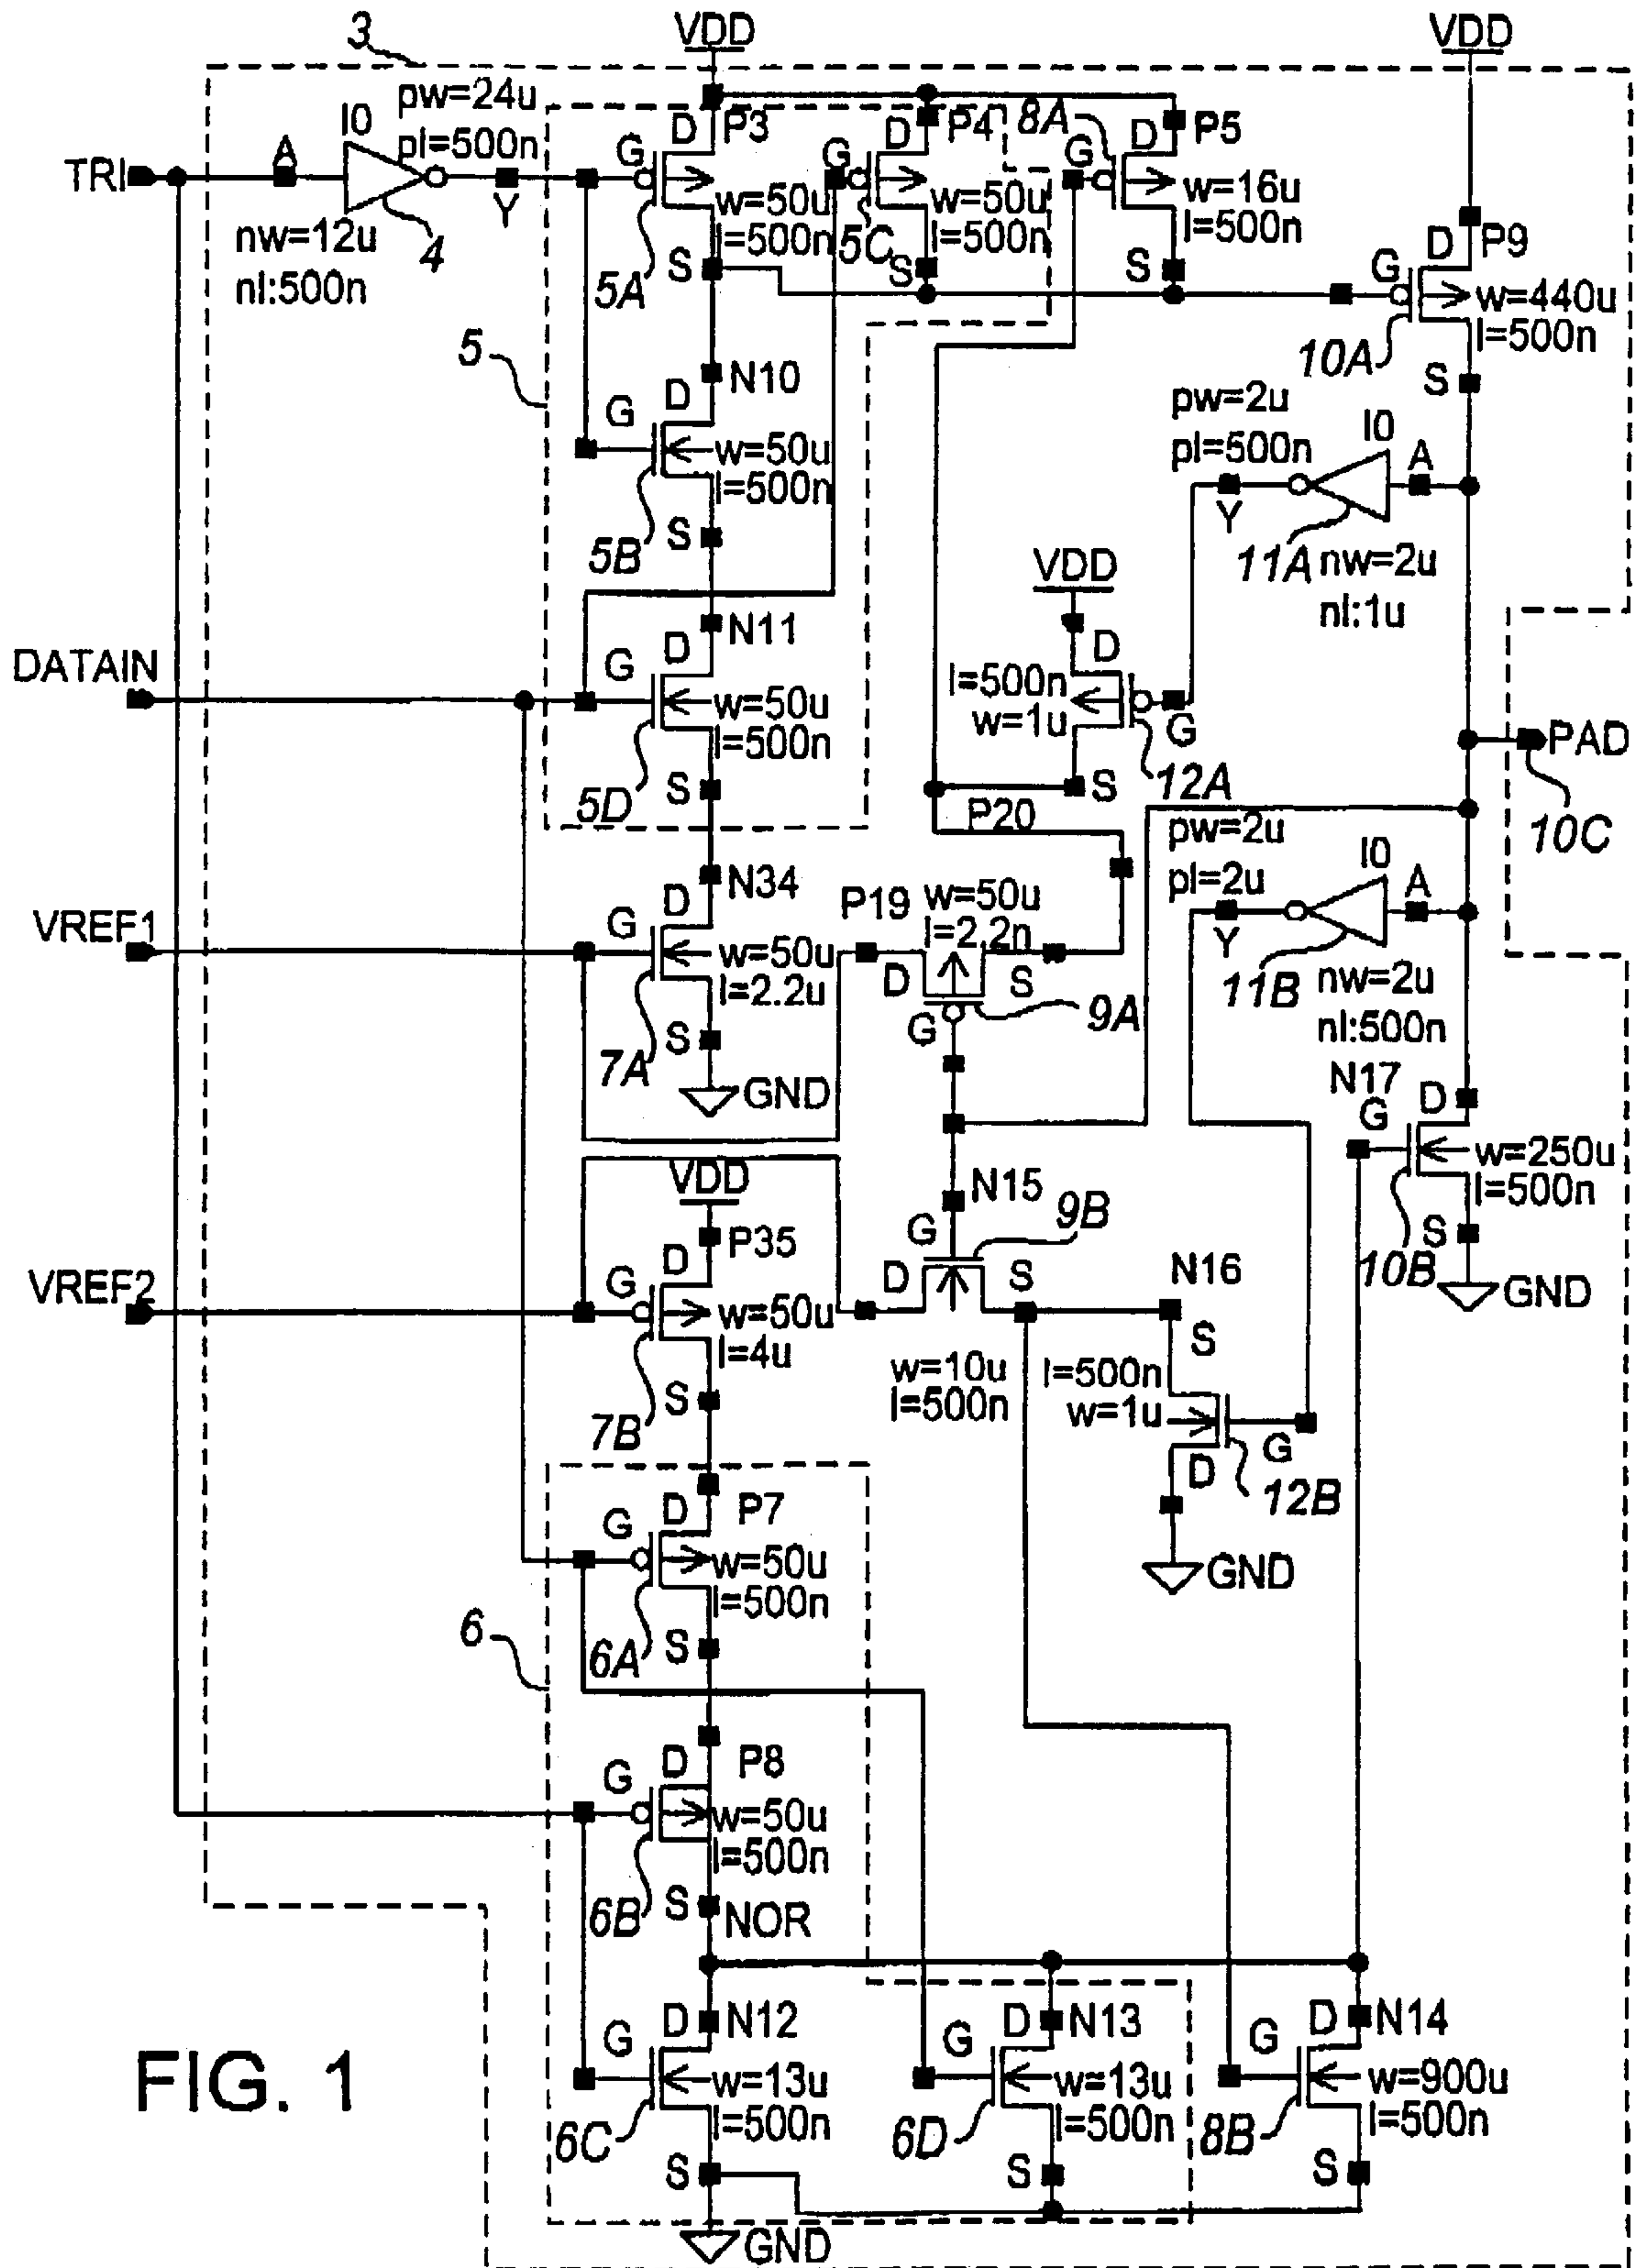 3
VDD
VDD
pw=24u
I0
pl=500n
TRI
A
Y
nw=12u
nl:500n
4
G
D
P3
w=50u
l=500n
S
5A
G
D
P4
w=50u
l=500n
S
5C
8A
G
D
P5
w=16u
l=500n
S
G
D
P9
w=440u
l=500n
S
10A
5
N10
G
D
w=50u
l=500n
S
5B
pw=2u
pl=500n
I0
A
Y
11A
nw=2u
nl:1u
VDD
D
l=500n
w=1u
G
S
12A
P20
DATAIN
N11
G
D
w=50u
l=500n
S
5D
PAD
10C
VREF1
N34
G
D
w=50u
l=2.2u
S
7A
GND
P19
w=50u
l=2.2n
D
S
G
9A
pw=2u
pl=2u
I0
A
Y
11B
nw=2u
nl:500n
N17
G
D
w=250u
l=500n
S
10B
GND
VREF2
VDD
P35
G
D
w=50u
l=4u
S
7B
N15
G
9B
D
S
w=10u
l=500n
N16
S
l=500n
w=1u
G
D
12B
GND
6
G
D
P7
w=50u
l=500n
S
6A
G
D
P8
w=50u
l=500n
S
6B
NOR
G
D
N12
w=13u
l=500n
S
6C
GND
G
D
N13
w=13u
l=500n
S
6D
G
D
N14
w=900u
l=500n
S
8B
FIG. 1